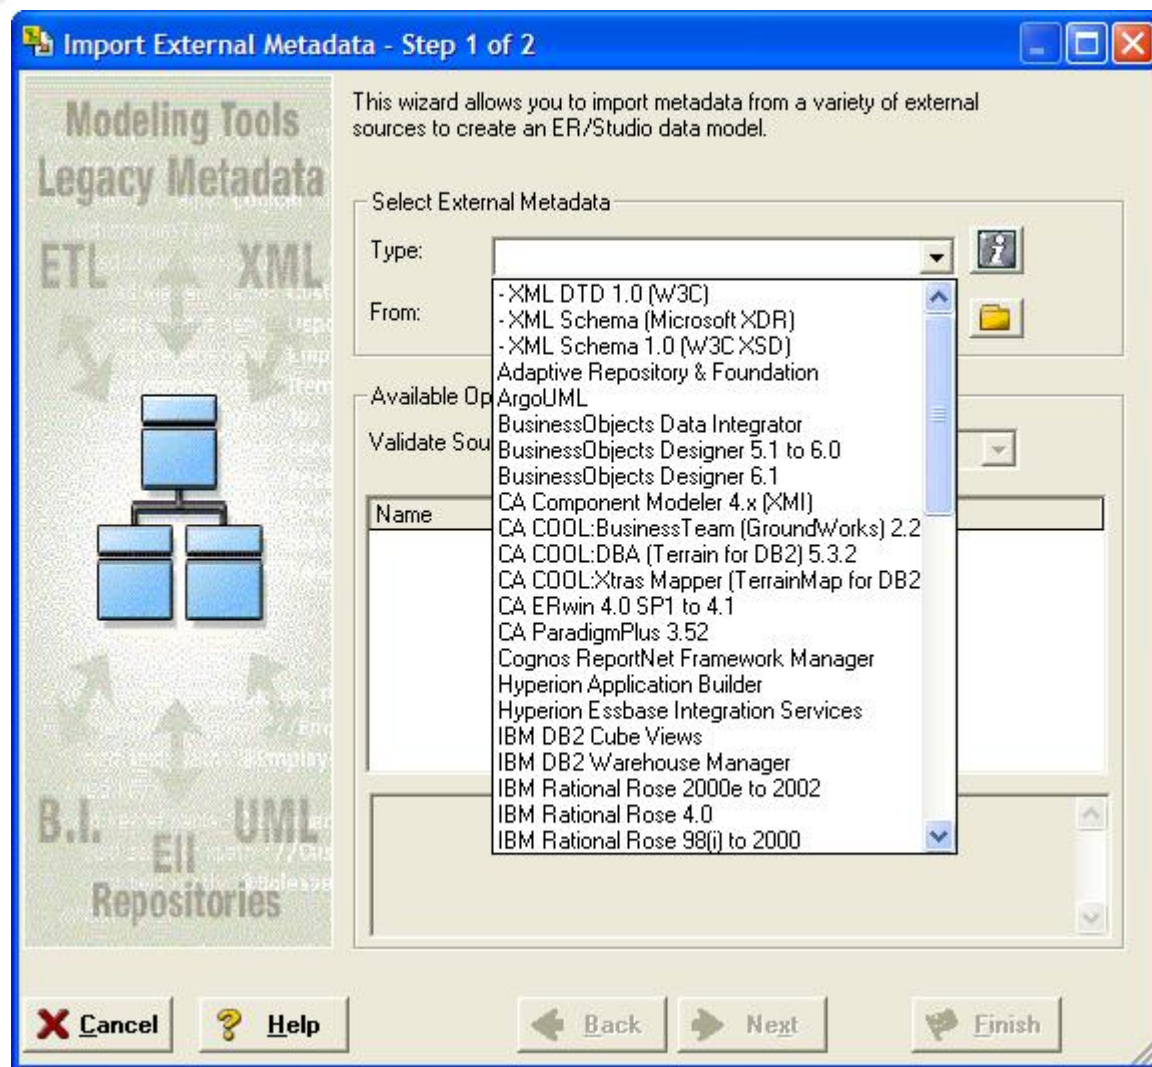 Import External Metadata - Step 1 of 2
Modeling Tools
Legacy Metadata
ETL
XML
B.I.
UML
EII
Repositories
This wizard allows you to import metadata from a variety of external
sources to create an ER/Studio data model.
Select External Metadata
Type:
From:
- XML DTD 1.0 (W3C)
- XML Schema (Microsoft XDR)
- XML Schema 1.0 (W3C XSD)
Adaptive Repository & Foundation
ArgoUML
BusinessObjects Data Integrator
BusinessObjects Designer 5.1 to 6.0
BusinessObjects Designer 6.1
CA Component Modeler 4.x (XMI)
CA COOL:BusinessTeam (GroundWorks) 2.2
CA COOL:DBA (Terrain for DB2) 5.3.2
CA COOL:Xtras Mapper (TerrainMap for DB2
CA ERwin 4.0 SP1 to 4.1
CA ParadigmPlus 3.52
Cognos ReportNet Framework Manager
Hyperion Application Builder
Hyperion Essbase Integration Services
IBM DB2 Cube Views
IBM DB2 Warehouse Manager
IBM Rational Rose 2000e to 2002
IBM Rational Rose 4.0
IBM Rational Rose 98(i) to 2000
Available Op
Validate Sou
Name
Cancel
Help
Back
Next
Finish